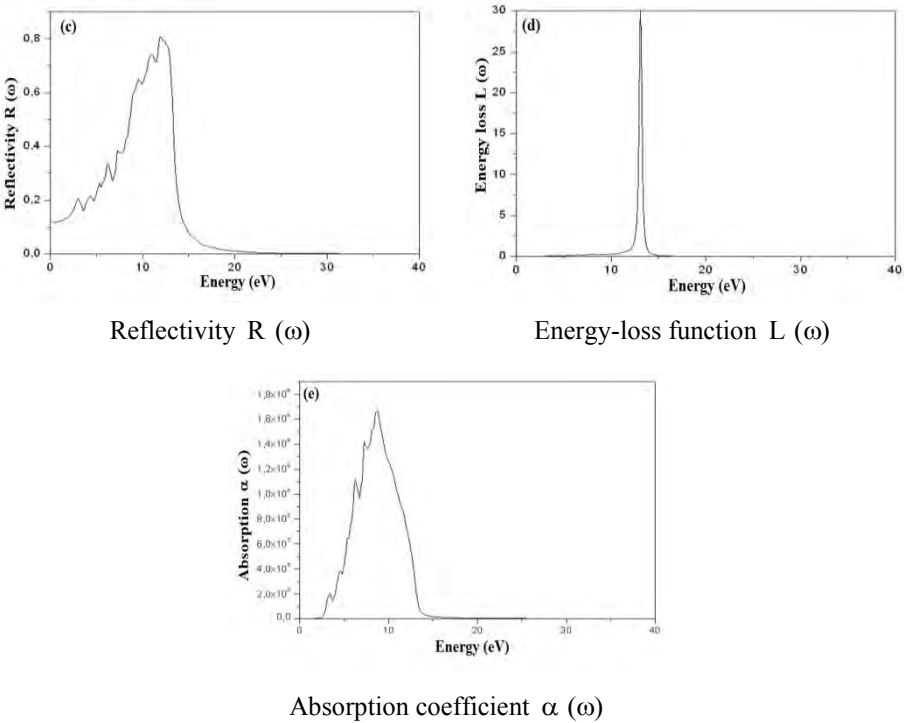 (c)
0,8
0,6
0,4
0,2
0,0
0
10
20
30
40
Reflectivity R (ω)
Energy (eV)
Reflectivity R (ω)
(d)
30
25
20
15
10
5
0
0
10
20
30
40
Energy loss L (ω)
Energy (eV)
Energy-loss function L (ω)
(e)
0,0
0
10
20
30
40
Absorption α (ω)
Energy (eV)
Absorption coefficient α (ω)